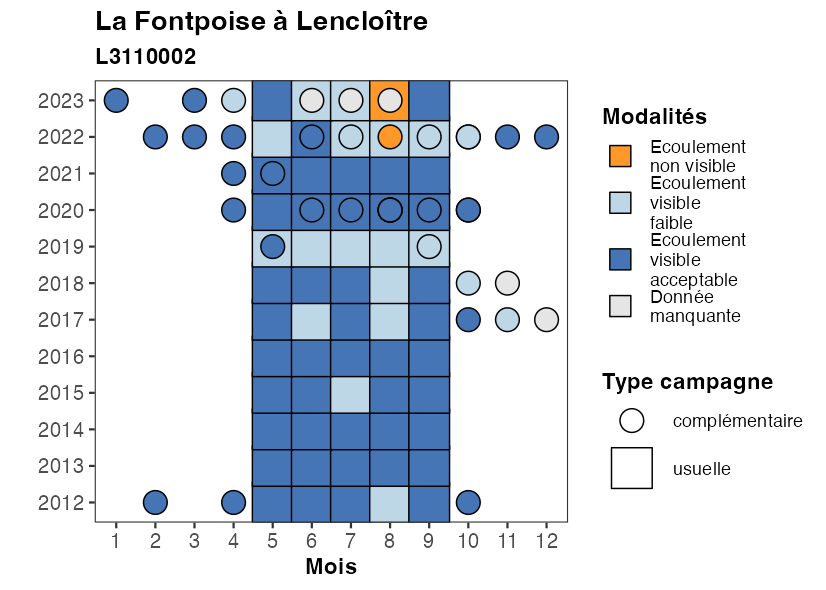 La Fontpoise à Lencloître
L3110002
2023
2022
2021
2020
2019
2018
2017
2016
2015
2014
2013
2012
1 2 3 4 5 6 7 8 9 10 11 12
Mois
Modalités
Ecoulement
non visible
Ecoulement
visible
faible
Ecoulement
visible
acceptable
Donnée
manquante
Type campagne
complémentaire
usuelle